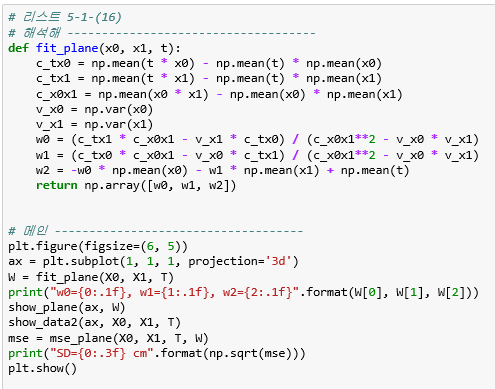 # 리스트 5-1-(16)
# 해석해 ------------------------------------
def fit_plane(x0, x1, t):
    c_tx0 = np.mean(t * x0) - np.mean(t) * np.mean(x0)
    c_tx1 = np.mean(t * x1) - np.mean(t) * np.mean(x1)
    c_x0x1 = np.mean(x0 * x1) - np.mean(x0) * np.mean(x1)
    v_x0 = np.var(x0)
    v_x1 = np.var(x1)
    w0 = (c_tx1 * c_x0x1 - v_x1 * c_tx0) / (c_x0x1**2 - v_x0 * v_x1)
    w1 = (c_tx0 * c_x0x1 - v_x0 * c_tx1) / (c_x0x1**2 - v_x0 * v_x1)
    w2 = -w0 * np.mean(x0) - w1 * np.mean(x1) + np.mean(t)
    return np.array([w0, w1, w2])
# 메인 ------------------------------------
plt.figure(figsize=(6, 5))
ax = plt.subplot(1, 1, 1, projection='3d')
W = fit_plane(X0, X1, T)
print("w0={0:.1f}, w1={1:.1f}, w2={2:.1f}".format(W[0], W[1], W[2]))
show_plane(ax, W)
show_data2(ax, X0, X1, T)
mse = mse_plane(X0, X1, T, W)
print("SD={0:.3f} cm".format(np.sqrt(mse)))
plt.show()